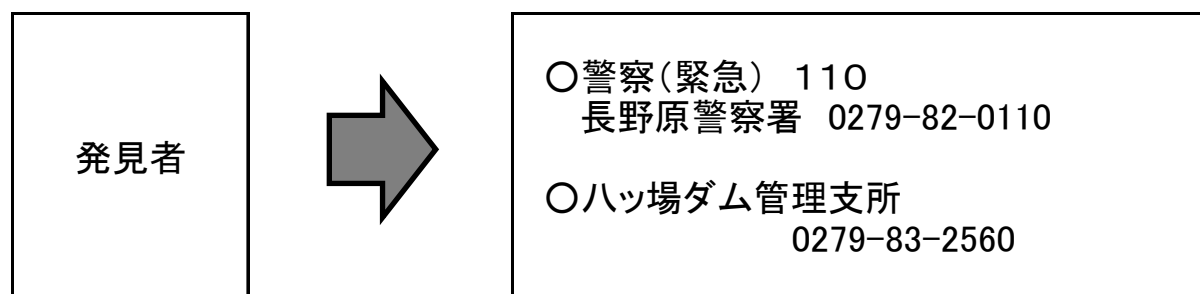 発見者
○警察（緊急） １１０
長野原警察署 0279-82-0110
○八ッ場ダム管理支所
0279-83-2560